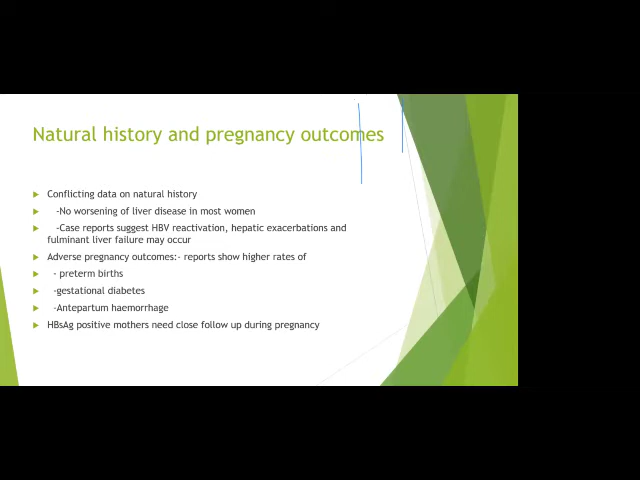 Natural history and pregnancy outcomes
Conflicting data on natural history
-No worsening of liver disease in most women
-Case reports suggest HBV reactivation, hepatic exacerbations and
fulminant liver failure may occur
Adverse pregnancy outcomes:- reports show higher rates of
- preterm births
-gestational diabetes
-Antepartum haemorrhage
HBsAg positive mothers need close follow up during pregnancy